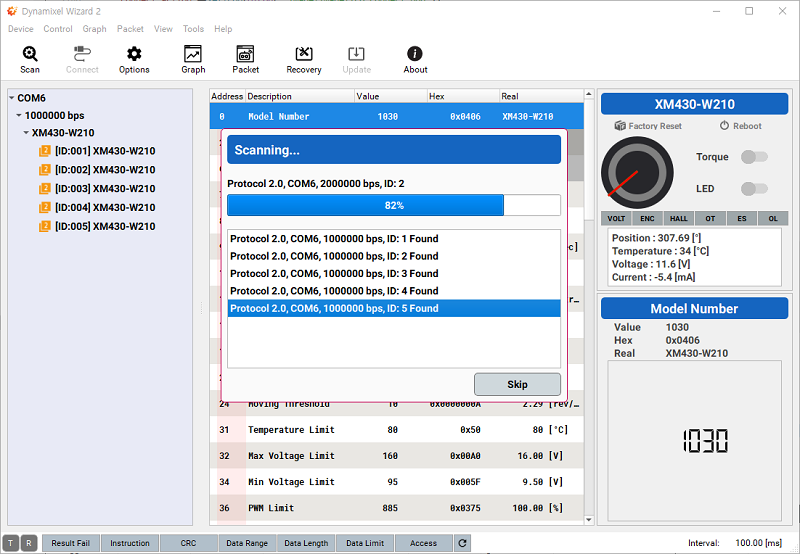 Dynamixel Wizard 2
Device Control Graph Packet View Tools Help
Scan Connect Options Graph Packet Recovery Update About
COM6
1000000 bps
XM430-W210
2 [ID:001] XM430-W210
2 [ID:002] XM430-W210
2 [ID:003] XM430-W210
2 [ID:004] XM430-W210
2 [ID:005] XM430-W210
Address Description Value Hex Real
0 Model Number 1030 0x0406 XM430-W210
Scanning...
Protocol 2.0, COM6, 2000000 bps, ID: 2
82%
Protocol 2.0, COM6, 1000000 bps, ID: 1 Found
Protocol 2.0, COM6, 1000000 bps, ID: 2 Found
Protocol 2.0, COM6, 1000000 bps, ID: 3 Found
Protocol 2.0, COM6, 1000000 bps, ID: 4 Found
Protocol 2.0, COM6, 1000000 bps, ID: 5 Found
Skip
24 Moving Threshold 10 0x0000000A 2.29 [rev/…
31 Temperature Limit 80 0x50 80 [°C]
32 Max Voltage Limit 160 0x00A0 16.00 [V]
34 Min Voltage Limit 95 0x005F 9.50 [V]
36 PWM Limit 885 0x0375 100.00 [%]
XM430-W210
Factory Reset Reboot
Torque
LED
VOLT ENC HALL OT ES OL
Position : 307.69 [°]
Temperature : 34 [°C]
Voltage : 11.6 [V]
Current : -5.4 [mA]
Model Number
Value 1030
Hex 0x0406
Real XM430-W210
1030
T R Result Fail Instruction CRC Data Range Data Length Data Limit Access Interval: 100.00 [ms]